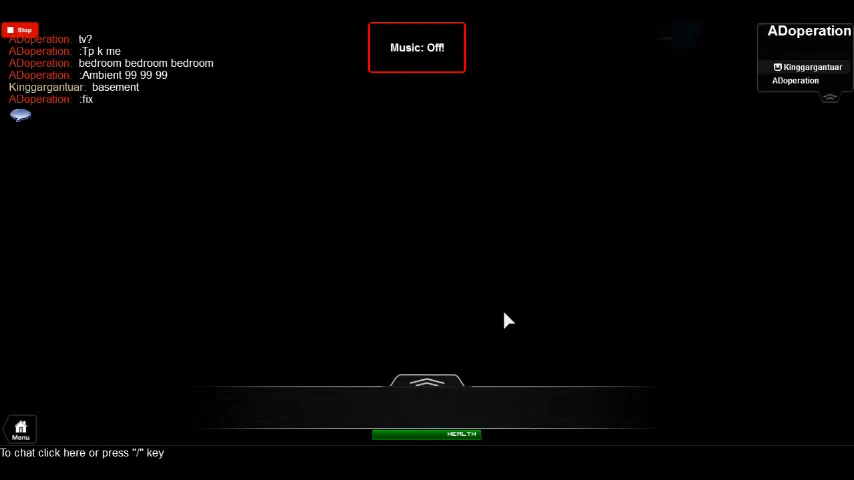 Stop
ADoperation: tv?
ADoperation: :Tp k me
ADoperation: bedroom bedroom bedroom
ADoperation: :Ambient 99 99 99
Kinggargantuar: basement
ADoperation: :fix
Music: Off!
ADoperation
Kinggargantuar
ADoperation
HEALTH
Menu
To chat click here or press "/" key